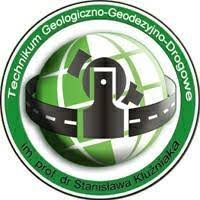 Technikum Geologiczno-Geodezyjno-Drogowe
im. prof. dr Stanisława Kluźniaka